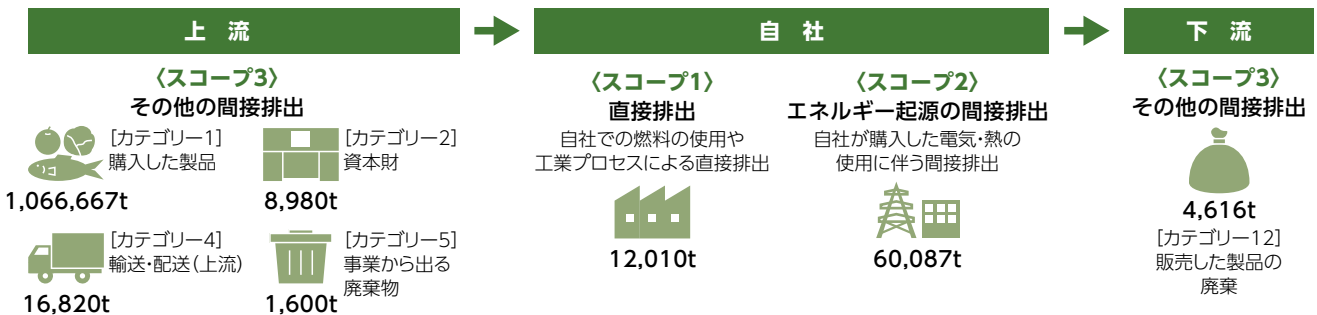 上 流
〈スコープ3〉
その他の間接排出
[カテゴリー1]
購入した製品
1,066,667t
[カテゴリー2]
資本財
8,980t
[カテゴリー4]
輸送・配送（上流）
16,820t
[カテゴリー5]
事業から出る
廃棄物
1,600t
自 社
〈スコープ1〉
直接排出
自社での燃料の使用や
工業プロセスによる直接排出
12,010t
〈スコープ2〉
エネルギー起源の間接排出
自社が購入した電気・熱の
使用に伴う間接排出
60,087t
下 流
〈スコープ3〉
その他の間接排出
4,616t
[カテゴリー12]
販売した製品の
廃棄